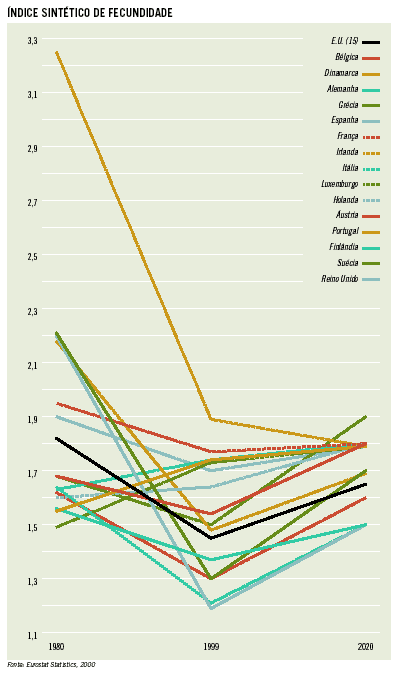 ÍNDICE SINTÉTICO DE FECUNDIDADE
3,3
3,1
2,9
2,7
2,5
2,3
2,1
1,9
1,7
1,5
1,3
1,1
E.U. (15)
Bélgica
Dinamarca
Alemanha
Grécia
Espanha
França
Irlanda
Itália
Luxemburgo
Holanda
Áustria
Portugal
Finlândia
Suécia
Reino Unido
1980
1999
2020
Fonte: Eurostat Statistics, 2000